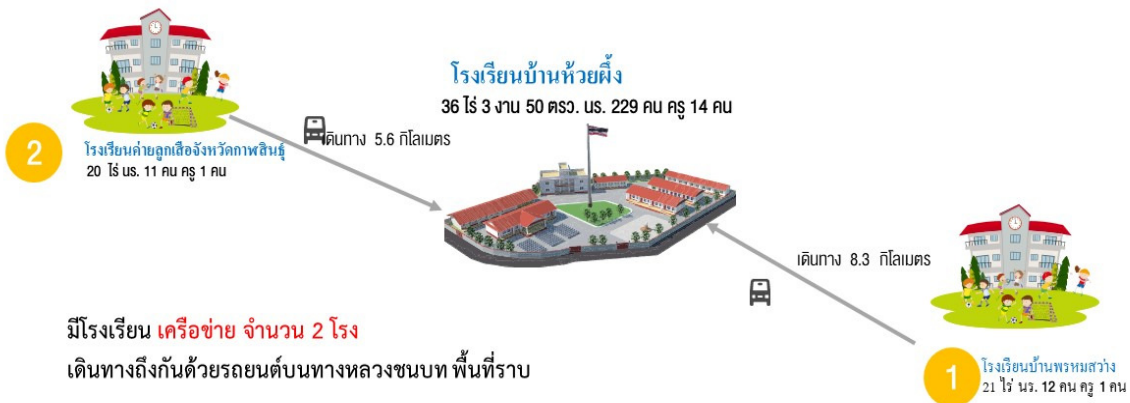 โรงเรียนบ้านห้วยผึ้ง
36 ไร่ 3 งาน 50 ตรว. นร. 229 คน ครู 14 คน
เดินทาง 5.6 กิโลเมตร
2
โรงเรียนค่ายลูกเสือจังหวัดกาฬสินธุ์
20 ไร่ นร. 11 คน ครู 1 คน
เดินทาง 8.3 กิโลเมตร
มีโรงเรียน เครือข่าย จำนวน 2 โรง
เดินทางถึงกันด้วยรถยนต์บนทางหลวงชนบท พื้นที่ราบ
1
โรงเรียนบ้านพรหมสว่าง
21 ไร่ นร. 12 คน ครู 1 คน